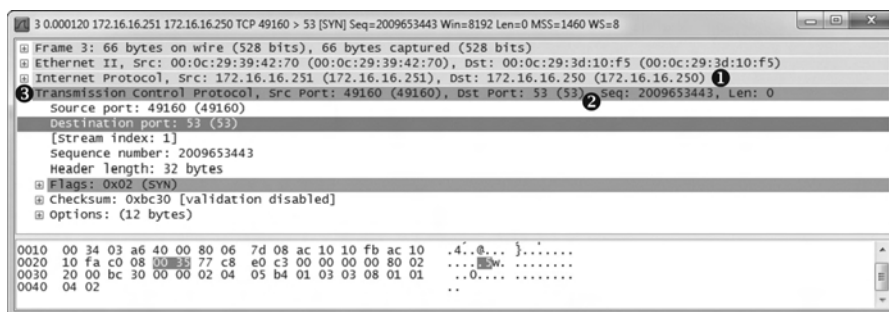 3 0.000120 172.16.16.251 172.16.16.250 TCP 49160 > 53 [SYN] Seq=2009653443 Win=8192 Len=0 MSS=1460 WS=8
Frame 3: 66 bytes on wire (528 bits), 66 bytes captured (528 bits)
Ethernet II, Src: 00:0c:29:39:42:70 (00:0c:29:39:42:70), Dst: 00:0c:29:3d:10:f5 (00:0c:29:3d:10:f5)
Internet Protocol, Src: 172.16.16.251 (172.16.16.251), Dst: 172.16.16.250 (172.16.16.250) ❶
❸ Transmission Control Protocol, Src Port: 49160 (49160), Dst Port: 53 (53), ❷ Seq: 2009653443, Len: 0
Source port: 49160 (49160)
Destination port: 53 (53)
[Stream index: 1]
Sequence number: 2009653443
Header length: 32 bytes
Flags: 0x02 (SYN)
Checksum: 0xbc30 [validation disabled]
Options: (12 bytes)
0010 00 34 03 a6 40 00 80 06 7d 08 ac 10 10 fb ac 10 .4..@... }.......
0020 10 fa c0 08 00 35 77 c8 e0 c3 00 00 00 00 80 02 .....5w. ........
0030 20 00 bc 30 00 00 02 04 05 b4 01 03 03 08 01 01 ..0.... ........
0040 04 02 ..